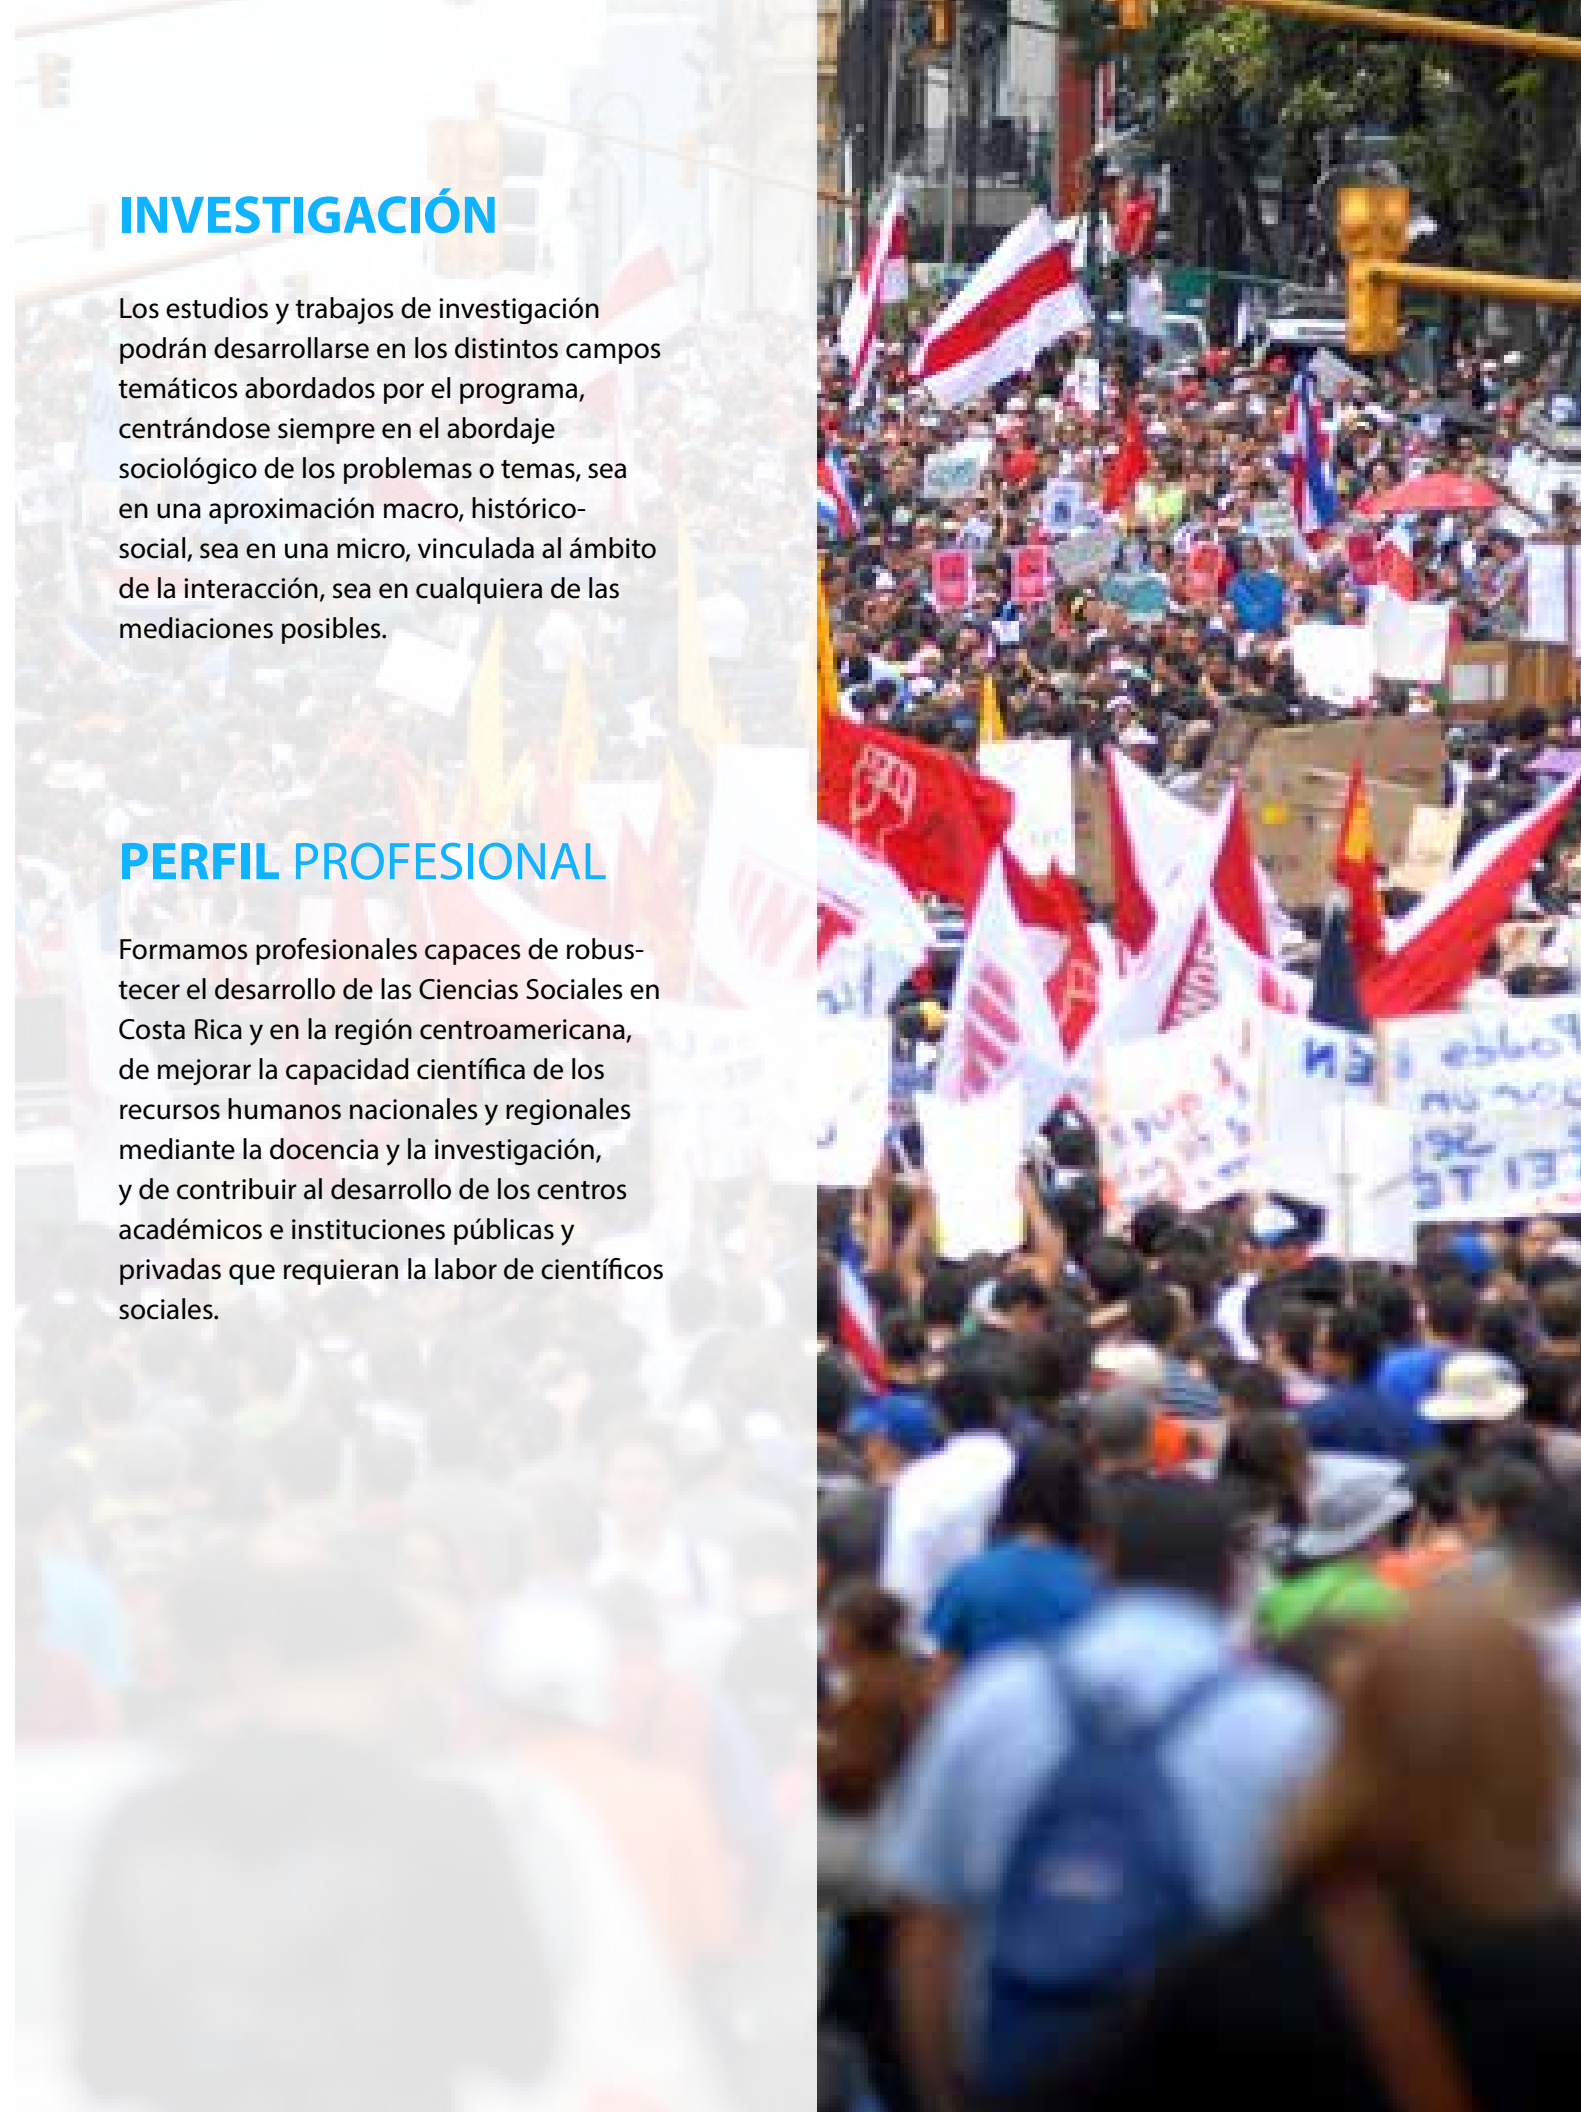 INVESTIGACIÓN
Los estudios y trabajos de investigación
podrán desarrollarse en los distintos campos
temáticos abordados por el programa,
centrándose siempre en el abordaje
sociológico de los problemas o temas, sea
en una aproximación macro, histórico-
social, sea en una micro, vinculada al ámbito
de la interacción, sea en cualquiera de las
mediaciones posibles.
PERFIL PROFESIONAL
Formamos profesionales capaces de robus-
tecer el desarrollo de las Ciencias Sociales en
Costa Rica y en la región centroamericana,
de mejorar la capacidad científica de los
recursos humanos nacionales y regionales
mediante la docencia y la investigación,
y de contribuir al desarrollo de los centros
académicos e instituciones públicas y
privadas que requieran la labor de científicos
sociales.